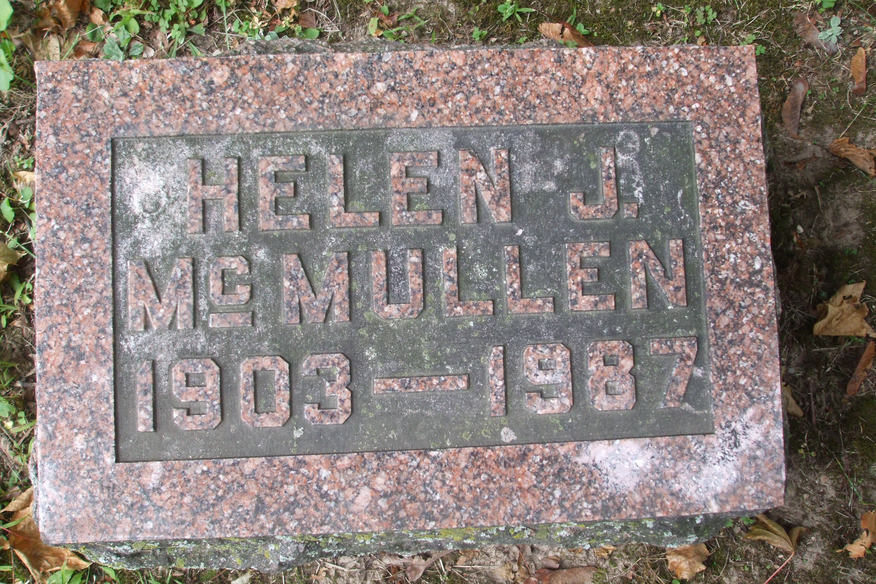 HELEN J.
McMULLEN
1903 — 1987